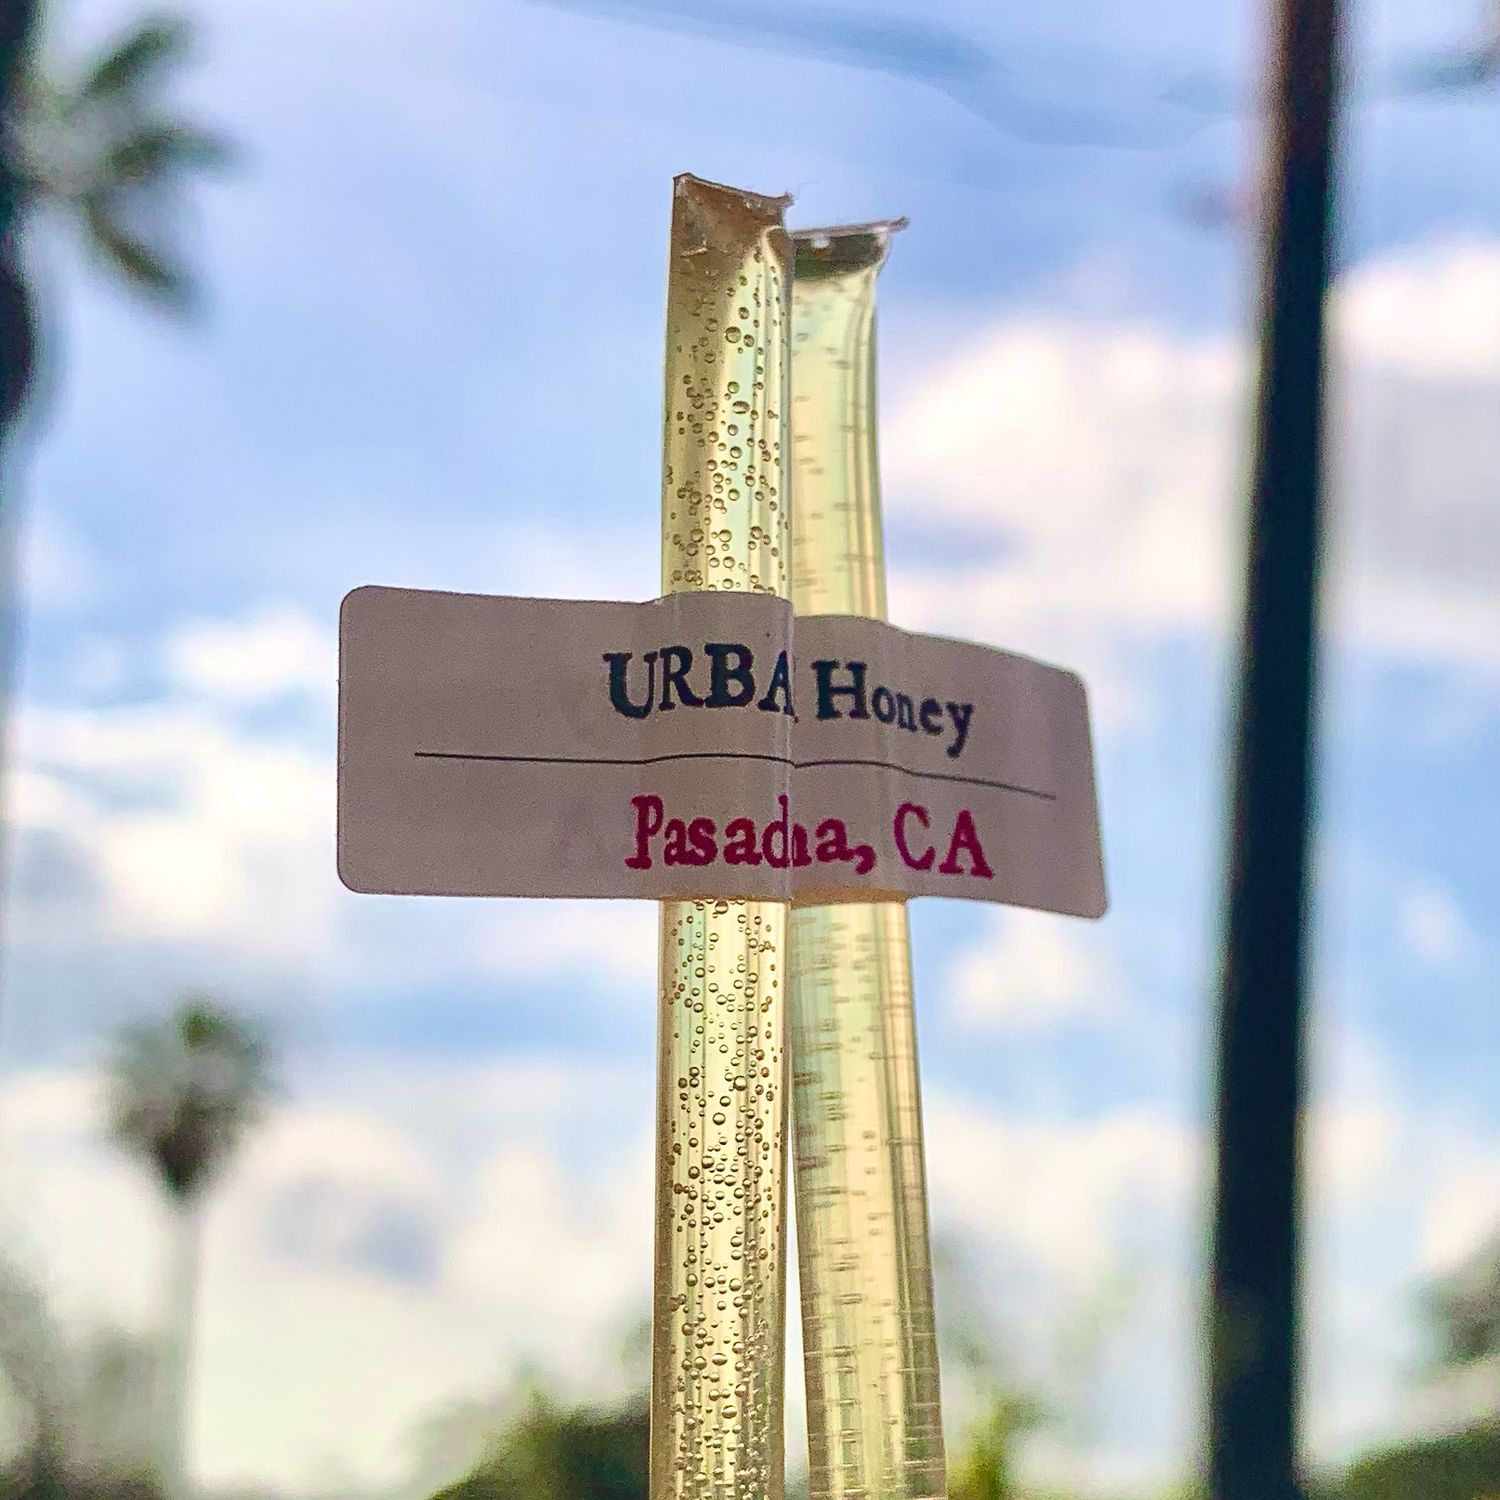 URBA Honey
Pasadna, CA